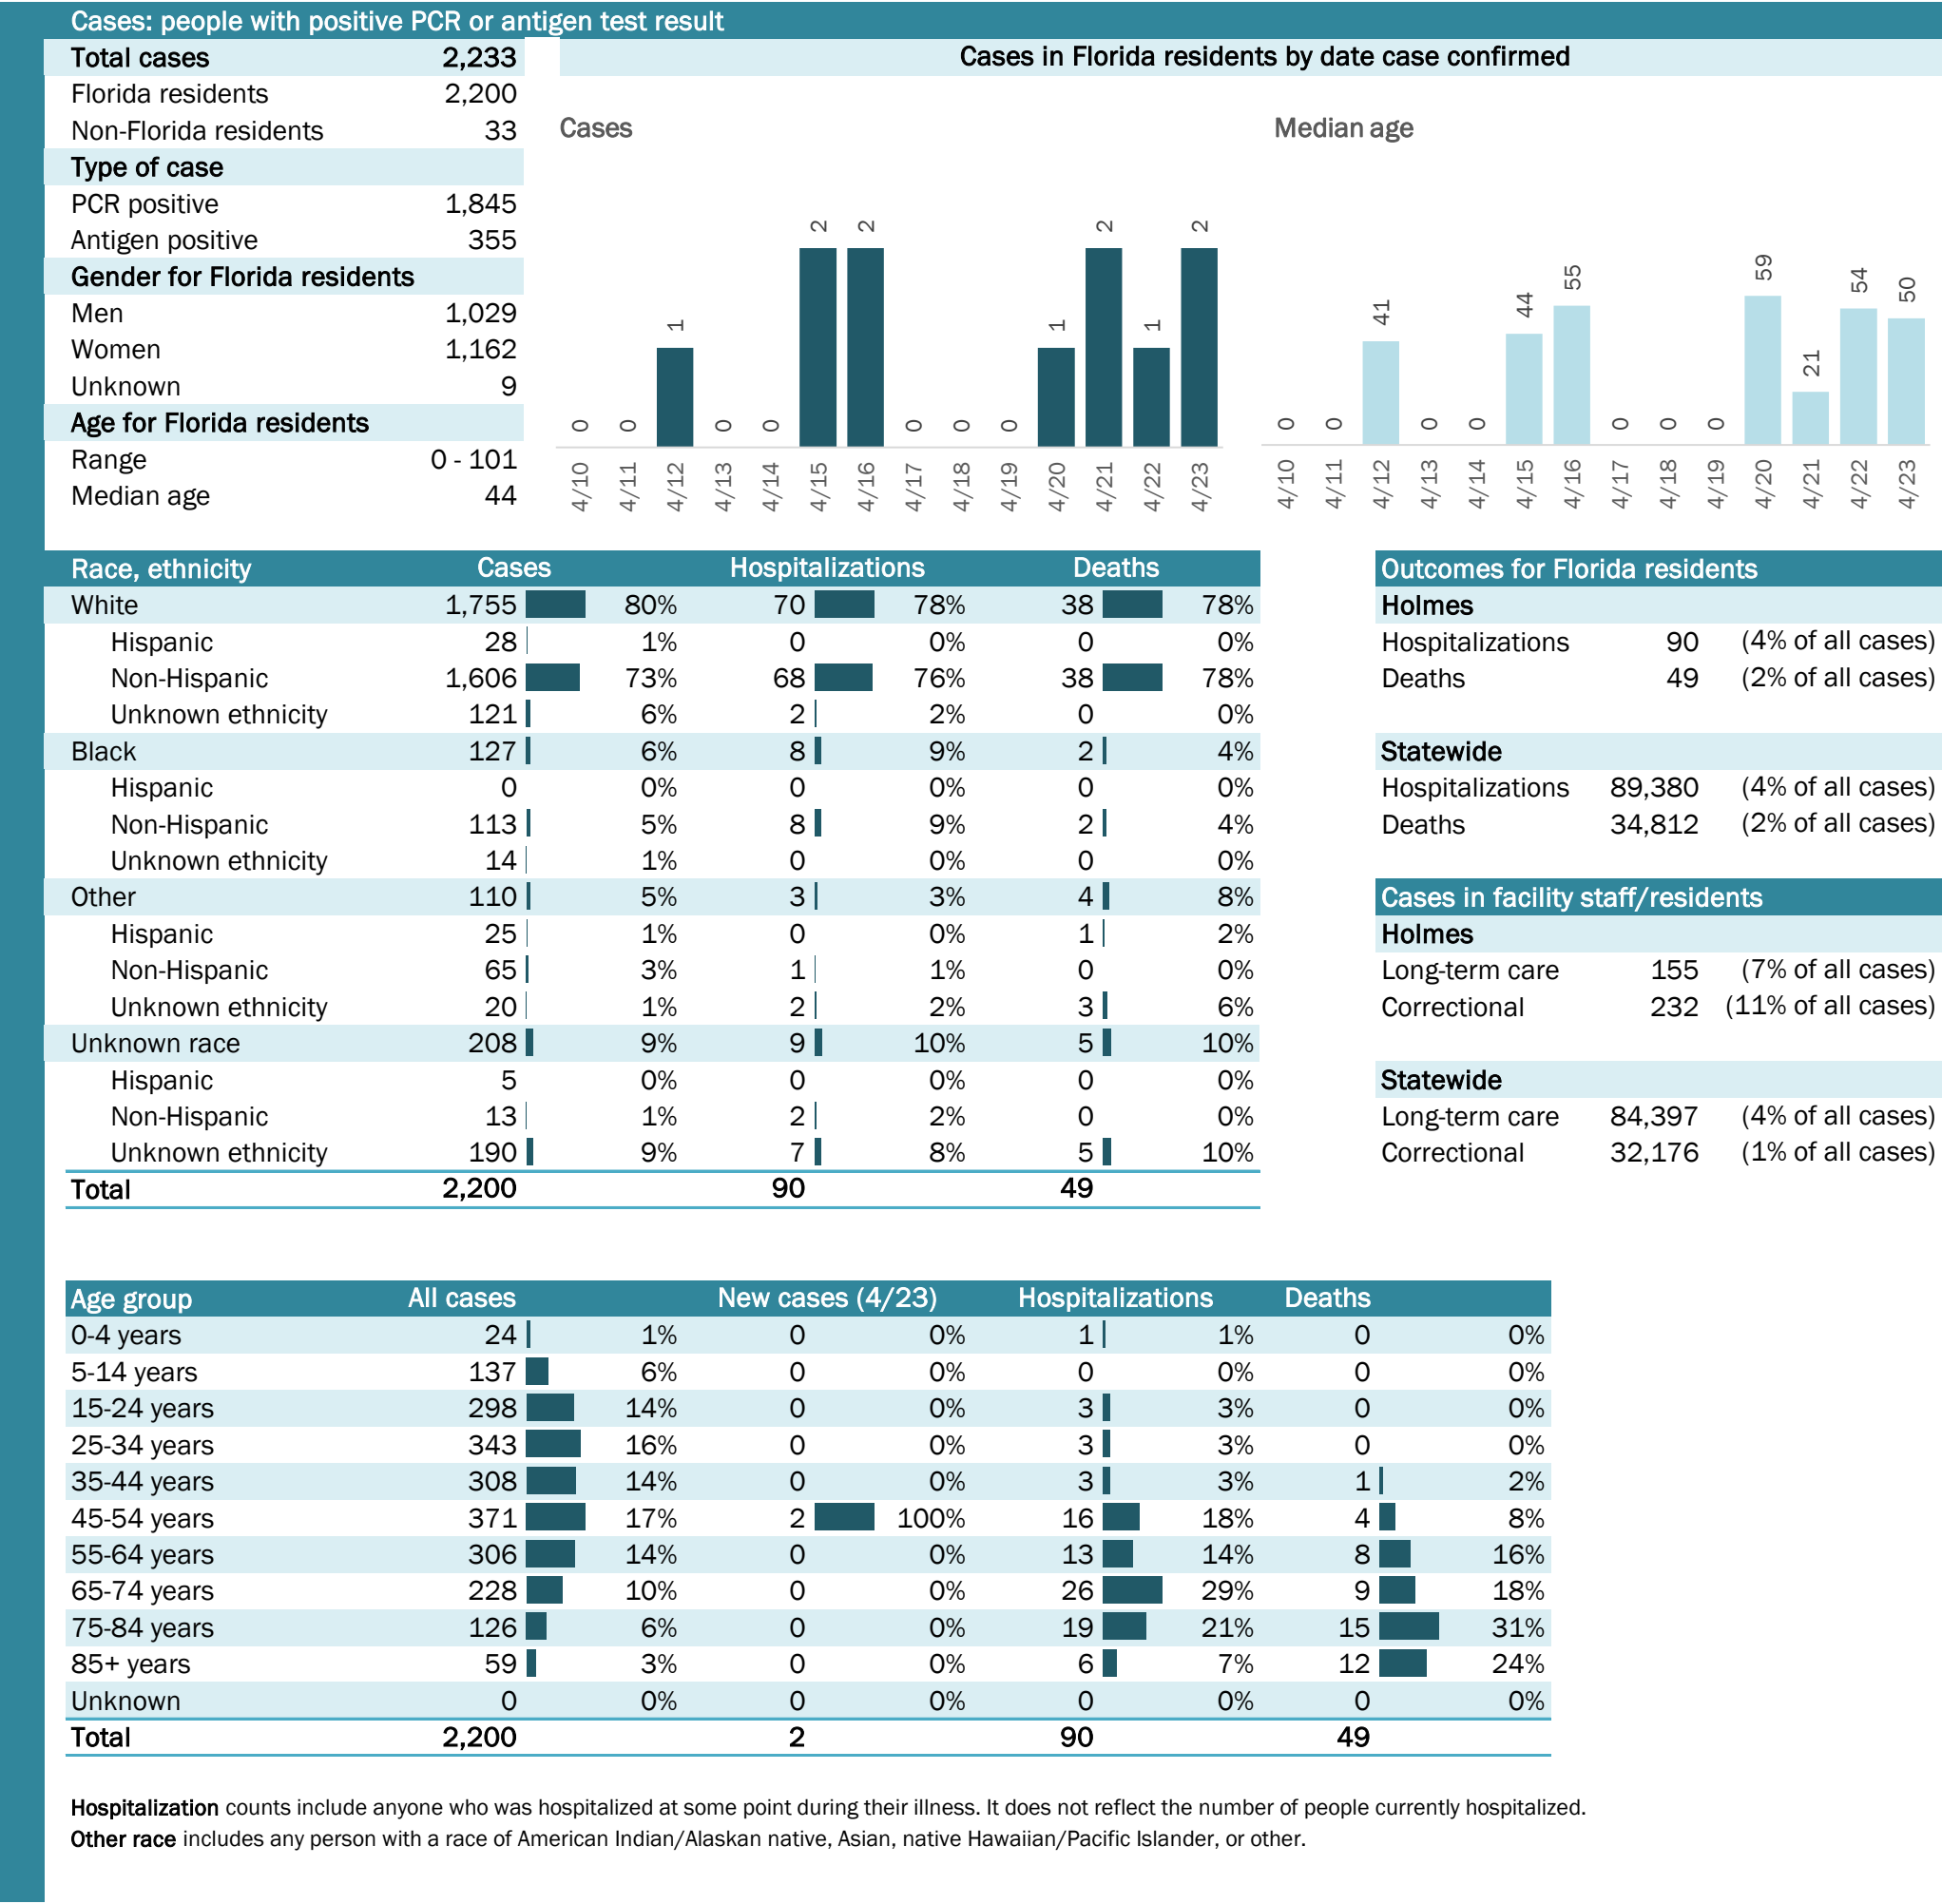 Cases: people with positive PCR or antigen test result
Total cases 2,233
Florida residents 2,200
Non-Florida residents 33
Type of case
PCR positive 1,845
Antigen positive 355
Gender for Florida residents
Men 1,029
Women 1,162
Unknown 9
Age for Florida residents
Range 0 - 101
Median age 44
Cases in Florida residents by date case confirmed
Cases
0 0 1 0 0 2 2 0 0 0 1 2 1 2
4/10 4/11 4/12 4/13 4/14 4/15 4/16 4/17 4/18 4/19 4/20 4/21 4/22 4/23
Median age
0 0 41 0 0 44 55 0 0 0 59 21 54 50
4/10 4/11 4/12 4/13 4/14 4/15 4/16 4/17 4/18 4/19 4/20 4/21 4/22 4/23
Race, ethnicity Cases Hospitalizations Deaths
White 1,755 80% 70 78% 38 78%
Hispanic 28 1% 0 0% 0 0%
Non-Hispanic 1,606 73% 68 76% 38 78%
Unknown ethnicity 121 6% 2 2% 0 0%
Black 127 6% 8 9% 2 4%
Hispanic 0 0% 0 0% 0 0%
Non-Hispanic 113 5% 8 9% 2 4%
Unknown ethnicity 14 1% 0 0% 0 0%
Other 110 5% 3 3% 4 8%
Hispanic 25 1% 0 0% 1 2%
Non-Hispanic 65 3% 1 1% 0 0%
Unknown ethnicity 20 1% 2 2% 3 6%
Unknown race 208 9% 9 10% 5 10%
Hispanic 5 0% 0 0% 0 0%
Non-Hispanic 13 1% 2 2% 0 0%
Unknown ethnicity 190 9% 7 8% 5 10%
Total 2,200 90 49
Outcomes for Florida residents
Holmes
Hospitalizations 90 (4% of all cases)
Deaths 49 (2% of all cases)
Statewide
Hospitalizations 89,380 (4% of all cases)
Deaths 34,812 (2% of all cases)
Cases in facility staff/residents
Holmes
Long-term care 155 (7% of all cases)
Correctional 232 (11% of all cases)
Statewide
Long-term care 84,397 (4% of all cases)
Correctional 32,176 (1% of all cases)
Age group All cases New cases (4/23) Hospitalizations Deaths
0-4 years 24 1% 0 0% 1 1% 0 0%
5-14 years 137 6% 0 0% 0 0% 0 0%
15-24 years 298 14% 0 0% 3 3% 0 0%
25-34 years 343 16% 0 0% 3 3% 0 0%
35-44 years 308 14% 0 0% 3 3% 1 2%
45-54 years 371 17% 2 100% 16 18% 4 8%
55-64 years 306 14% 0 0% 13 14% 8 16%
65-74 years 228 10% 0 0% 26 29% 9 18%
75-84 years 126 6% 0 0% 19 21% 15 31%
85+ years 59 3% 0 0% 6 7% 12 24%
Unknown 0 0% 0 0% 0 0% 0 0%
Total 2,200 2 90 49
Hospitalization counts include anyone who was hospitalized at some point during their illness. It does not reflect the number of people currently hospitalized.
Other race includes any person with a race of American Indian/Alaskan native, Asian, native Hawaiian/Pacific Islander, or other.